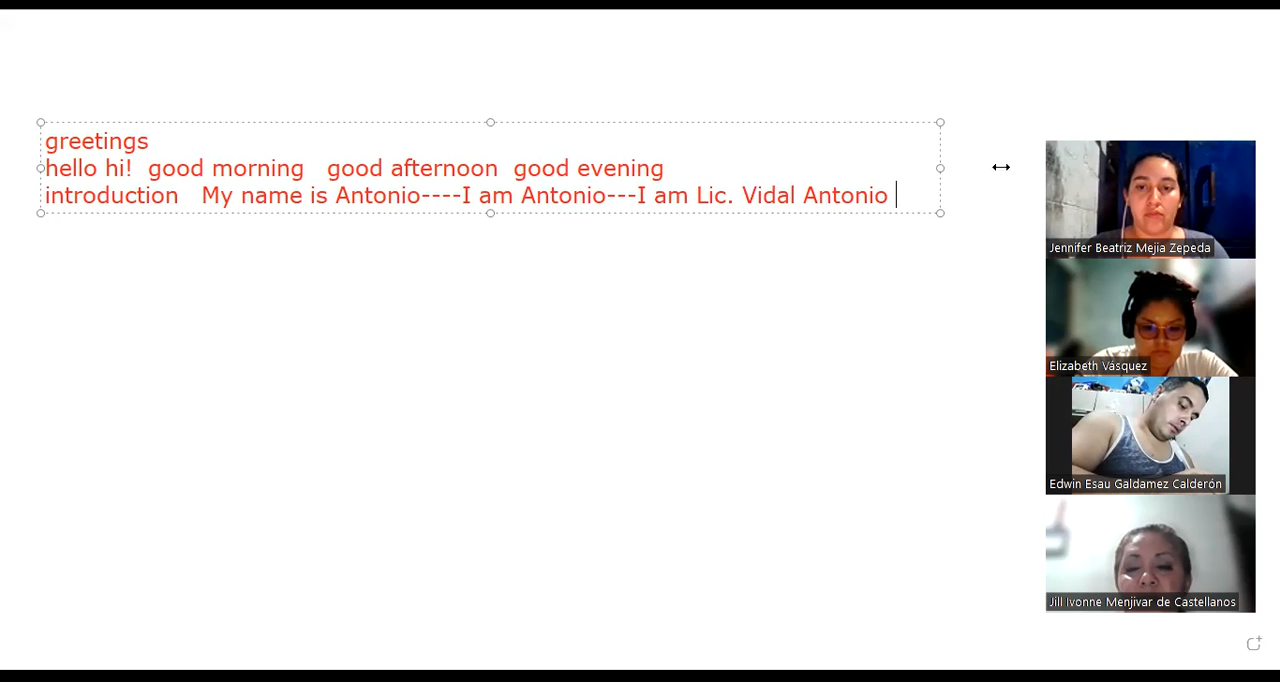 greetings
hello hi!  good morning   good afternoon  good evening
introduction   My name is Antonio----I am Antonio---I am Lic. Vidal Antonio
Jennifer Beatriz Mejia Zepeda
Elizabeth Vásquez
Edwin Esau Galdamez Calderón
Jill Ivonne Menjivar de Castellanos